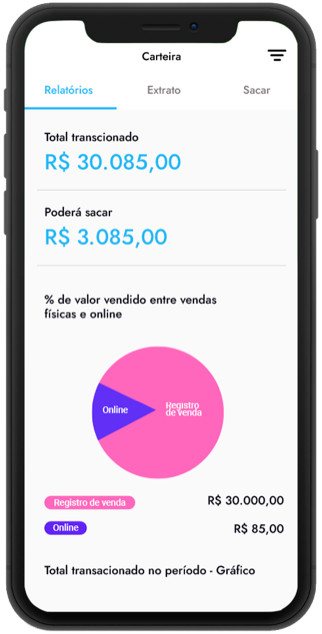 Carteira
Relatórios Extrato Sacar
Total transcionado
R$ 30.085,00
Poderá sacar
R$ 3.085,00
% de valor vendido entre vendas
físicas e online
Online
Registro
de venda
Registro de venda R$ 30.000,00
Online R$ 85,00
Total transacionado no período - Gráfico